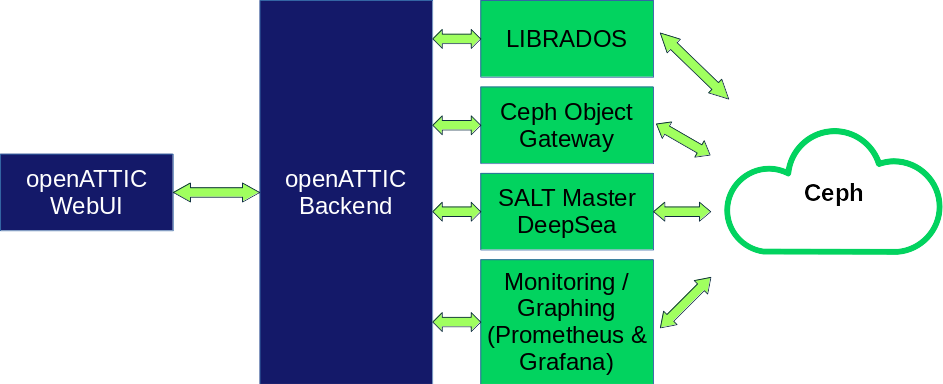 openATTIC
WebUI
openATTIC
Backend
LIBRADOS
Ceph Object
Gateway
SALT Master
DeepSea
Monitoring /
Graphing
(Prometheus &
Grafana)
Ceph